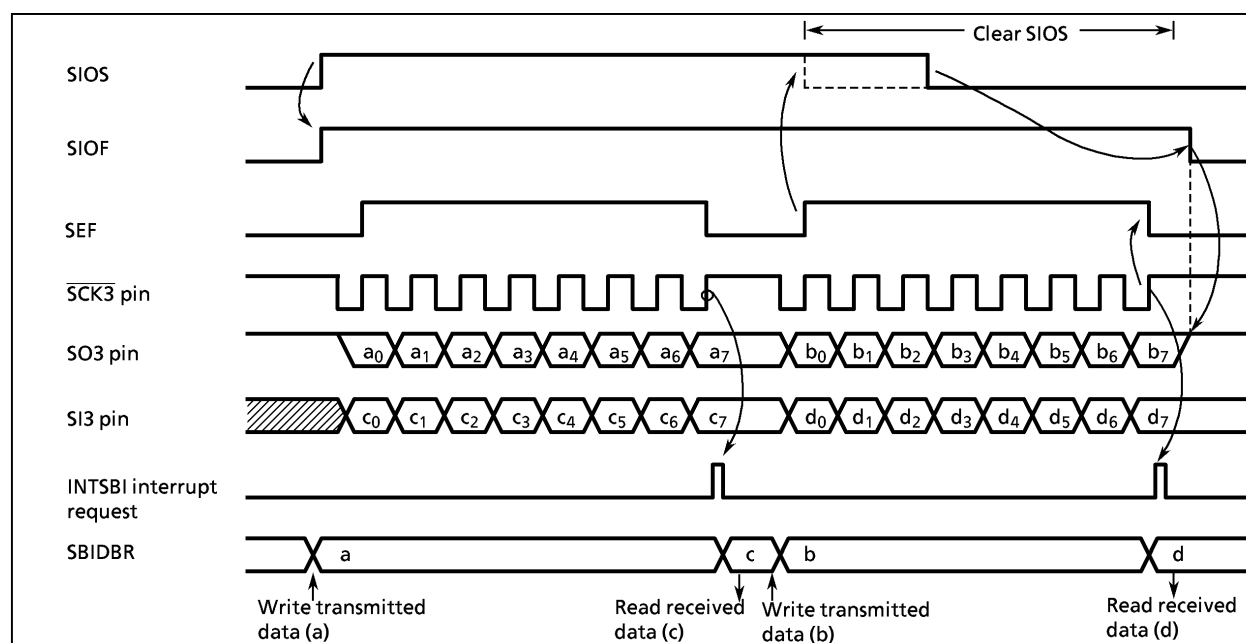 Clear SIOS
SIOS
SIOF
SEF
SCK3 pin
SO3 pin
a0 a1 a2 a3 a4 a5 a6 a7 b0 b1 b2 b3 b4 b5 b6 b7
SI3 pin
c0 c1 c2 c3 c4 c5 c6 c7 d0 d1 d2 d3 d4 d5 d6 d7
INTSBI interrupt
request
SBIDBR
a c b d
Write transmitted
data (a)
Read received
data (c)
Write transmitted
data (b)
Read received
data (d)